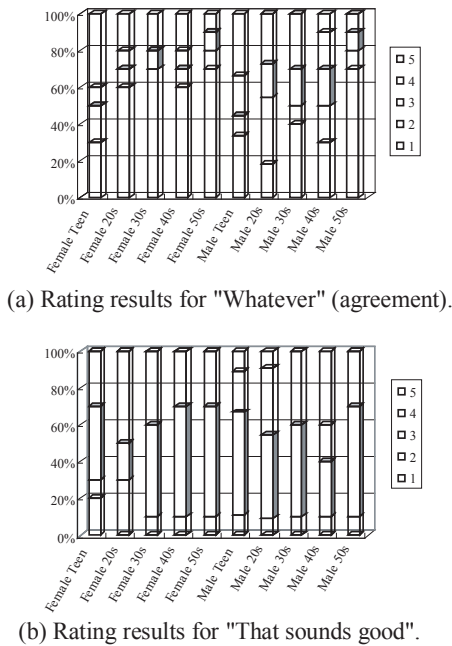 100%
80%
60%
40%
20%
0%
5
4
3
2
1
Female Teen
Female 20s
Female 30s
Female 40s
Female 50s
Male Teen
Male 20s
Male 30s
Male 40s
Male 50s
(a) Rating results for "Whatever" (agreement).
100%
80%
60%
40%
20%
0%
5
4
3
2
1
Female Teen
Female 20s
Female 30s
Female 40s
Female 50s
Male Teen
Male 20s
Male 30s
Male 40s
Male 50s
(b) Rating results for "That sounds good".